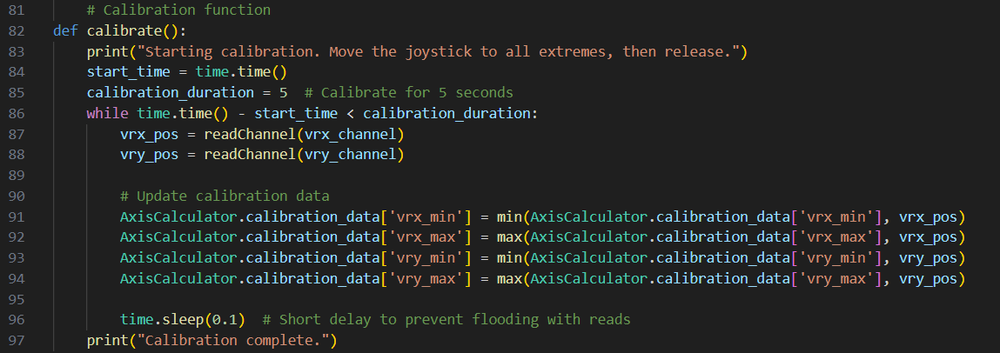 81 # Calibration function
82 def calibrate():
83 print("Starting calibration. Move the joystick to all extremes, then release.")
84 start_time = time.time()
85 calibration_duration = 5 # Calibrate for 5 seconds
86 while time.time() - start_time < calibration_duration:
87 vrx_pos = readChannel(vrx_channel)
88 vry_pos = readChannel(vry_channel)
89
90 # Update calibration data
91 AxisCalculator.calibration_data['vrx_min'] = min(AxisCalculator.calibration_data['vrx_min'], vrx_pos)
92 AxisCalculator.calibration_data['vrx_max'] = max(AxisCalculator.calibration_data['vrx_max'], vrx_pos)
93 AxisCalculator.calibration_data['vry_min'] = min(AxisCalculator.calibration_data['vry_min'], vry_pos)
94 AxisCalculator.calibration_data['vry_max'] = max(AxisCalculator.calibration_data['vry_max'], vry_pos)
95
96 time.sleep(0.1) # Short delay to prevent flooding with reads
97 print("Calibration complete.")